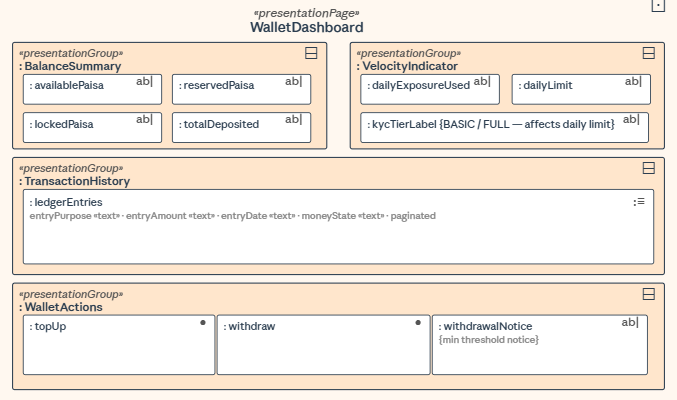 «presentationPage»
WalletDashboard
«presentationGroup»
: BalanceSummary
: availablePaisa ab|
: reservedPaisa ab|
: lockedPaisa ab|
: totalDeposited ab|
«presentationGroup»
: VelocityIndicator
: dailyExposureUsed ab|
: dailyLimit ab|
: kycTierLabel {BASIC / FULL — affects daily limit} ab|
«presentationGroup»
: TransactionHistory
: ledgerEntries
entryPurpose «text» · entryAmount «text» · entryDate «text» · moneyState «text» · paginated
«presentationGroup»
: WalletActions
: topUp
: withdraw
: withdrawalNotice ab|
{min threshold notice}